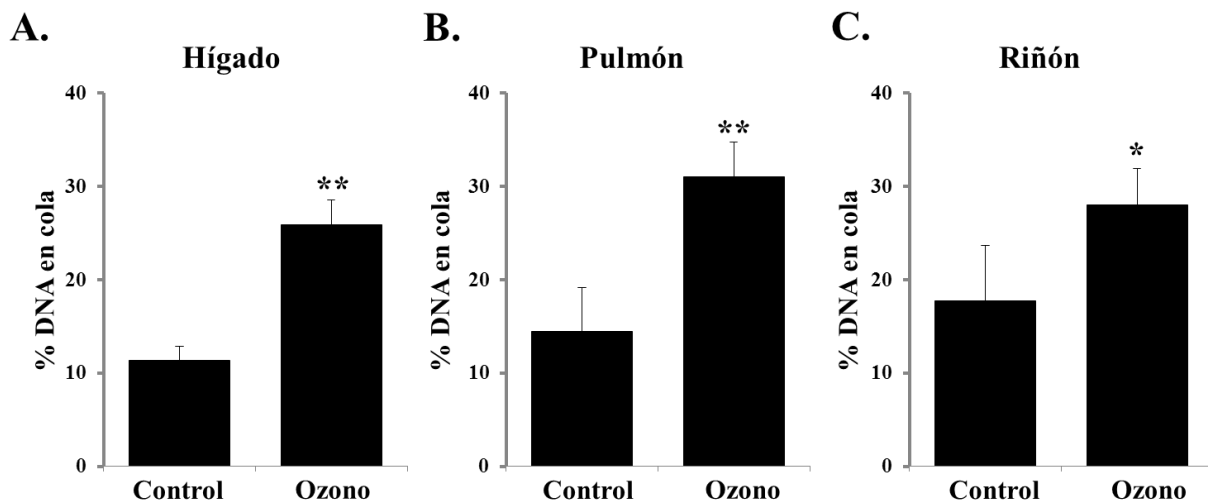 A.
Hígado
% DNA en cola
40
30
20
10
0
**
Control Ozono
B.
Pulmón
% DNA en cola
40
30
20
10
0
**
Control Ozono
C.
Riñón
% DNA en cola
40
30
20
10
0
*
Control Ozono